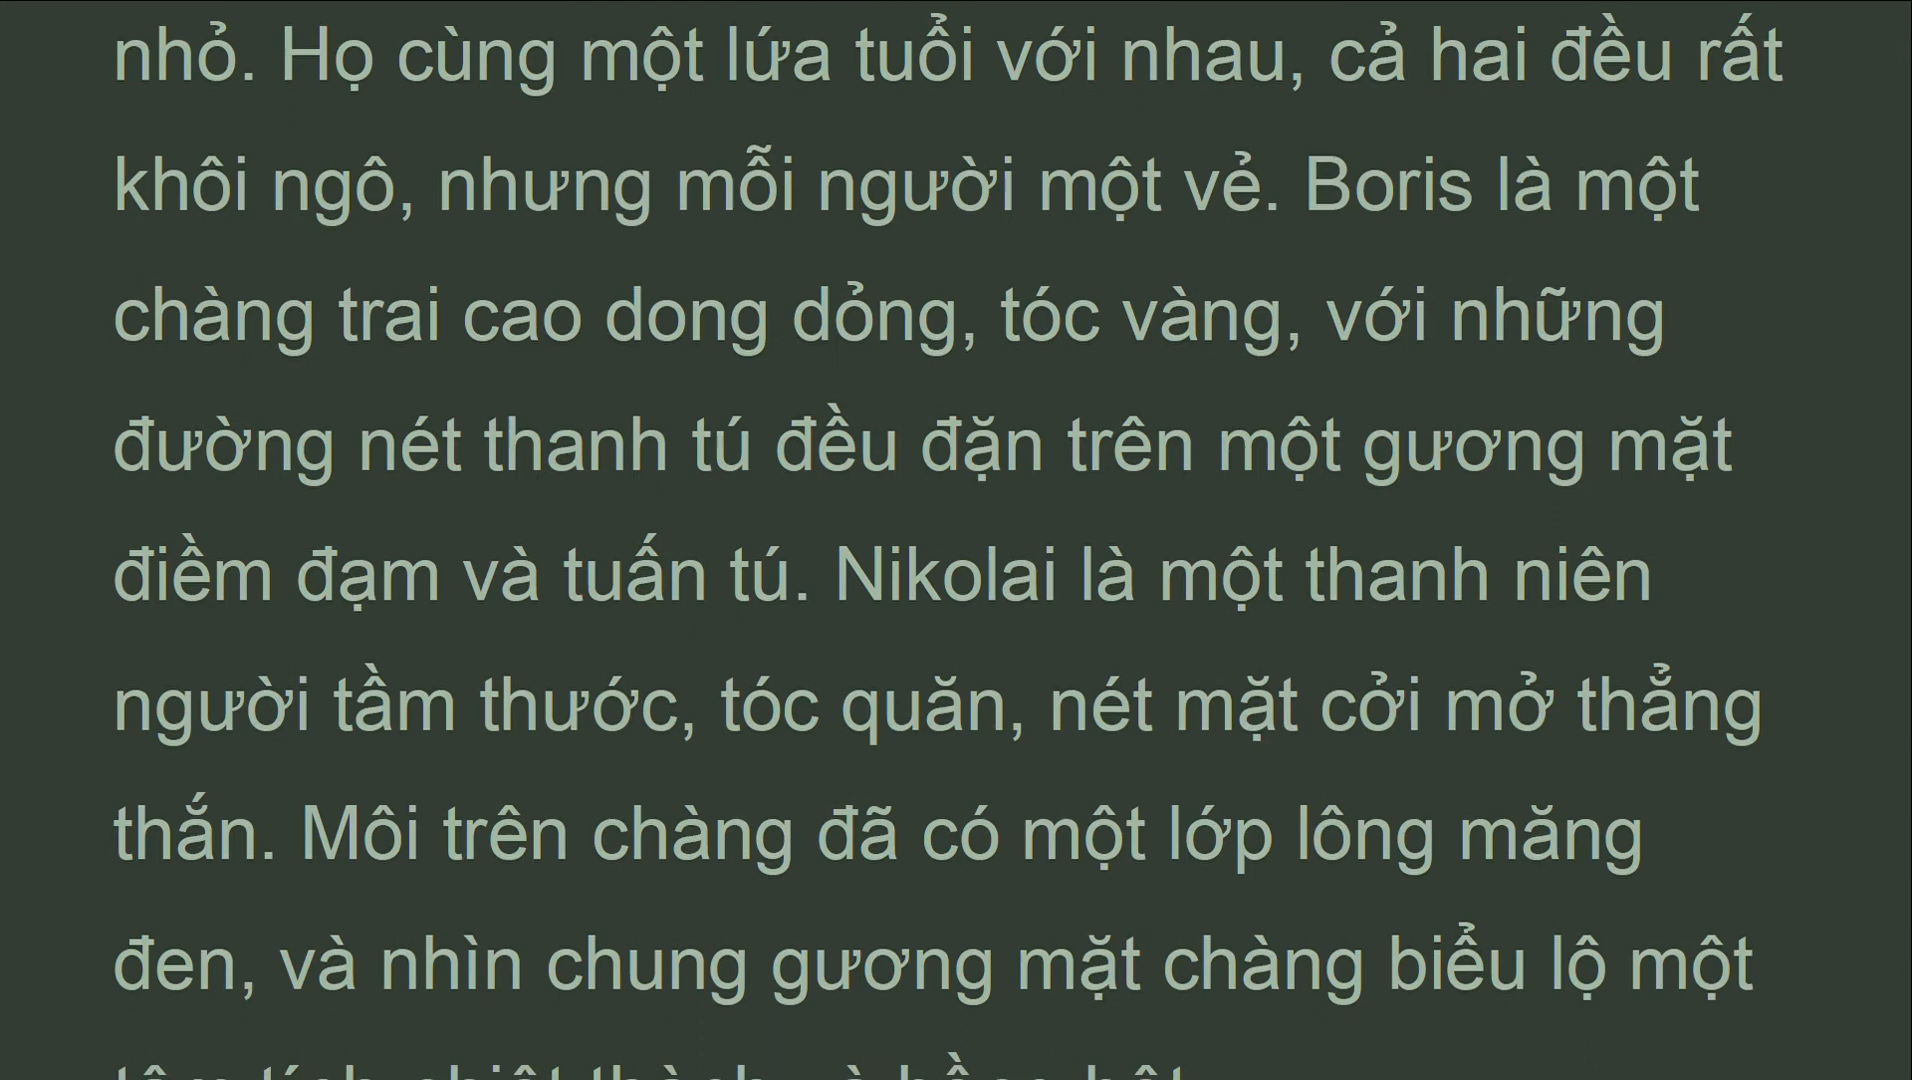 nhỏ. Họ cùng một lứa tuổi với nhau, cả hai đều rất
khôi ngô, nhưng mỗi người một vẻ. Boris là một
chàng trai cao dong dỏng, tóc vàng, với những
đường nét thanh tú đều đặn trên một gương mặt
điềm đạm và tuấn tú. Nikolai là một thanh niên
người tầm thước, tóc quăn, nét mặt cởi mở thẳng
thắn. Môi trên chàng đã có một lớp lông măng
đen, và nhìn chung gương mặt chàng biểu lộ một